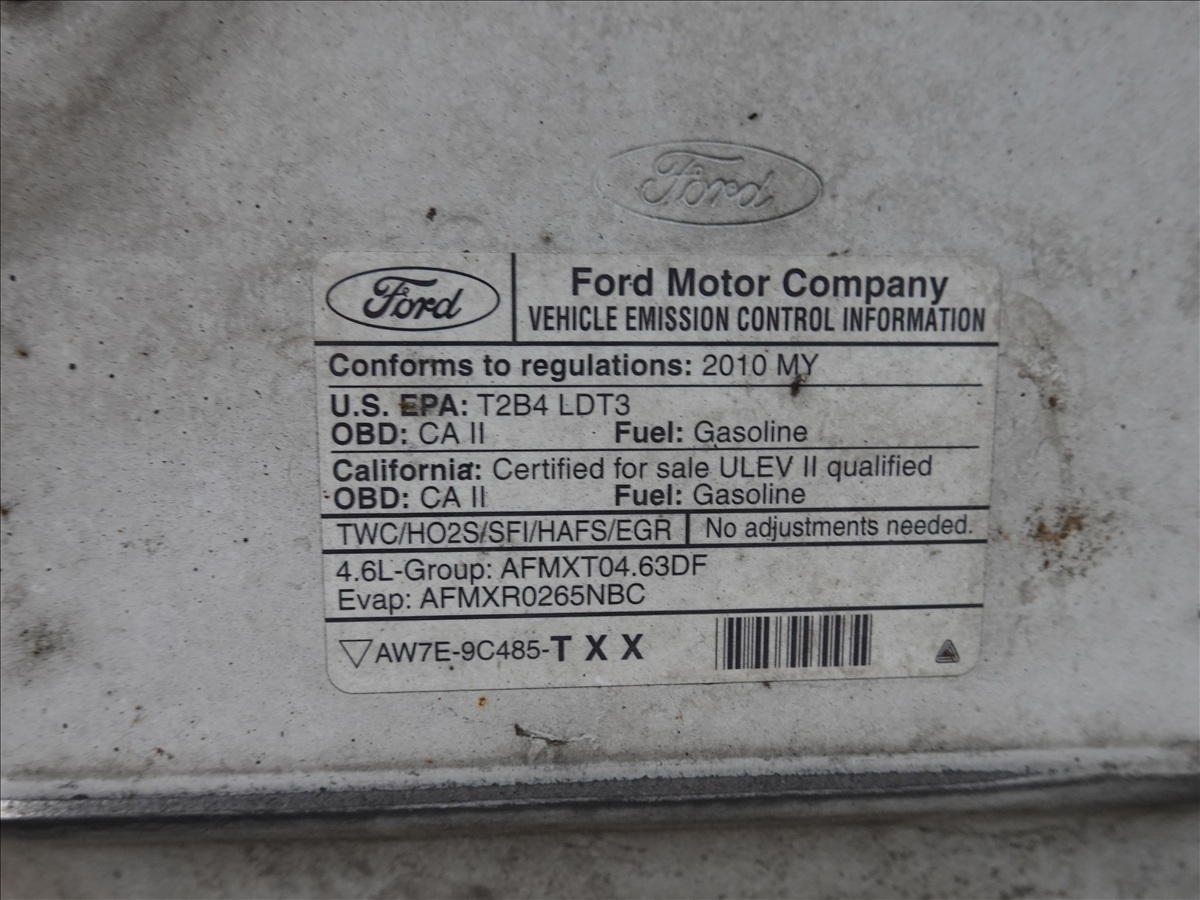 Ford
Ford
Ford Motor Company
VEHICLE EMISSION CONTROL INFORMATION
Conforms to regulations: 2010 MY
U.S. EPA: T2B4 LDT3
OBD: CA II Fuel: Gasoline
California: Certified for sale ULEV II qualified
OBD: CA II Fuel: Gasoline
TWC/HO2S/SFI/HAFS/EGR No adjustments needed.
4.6L-Group: AFMXT04.63DF
Evap: AFMXR0265NBC
AW7E-9C485-T X X